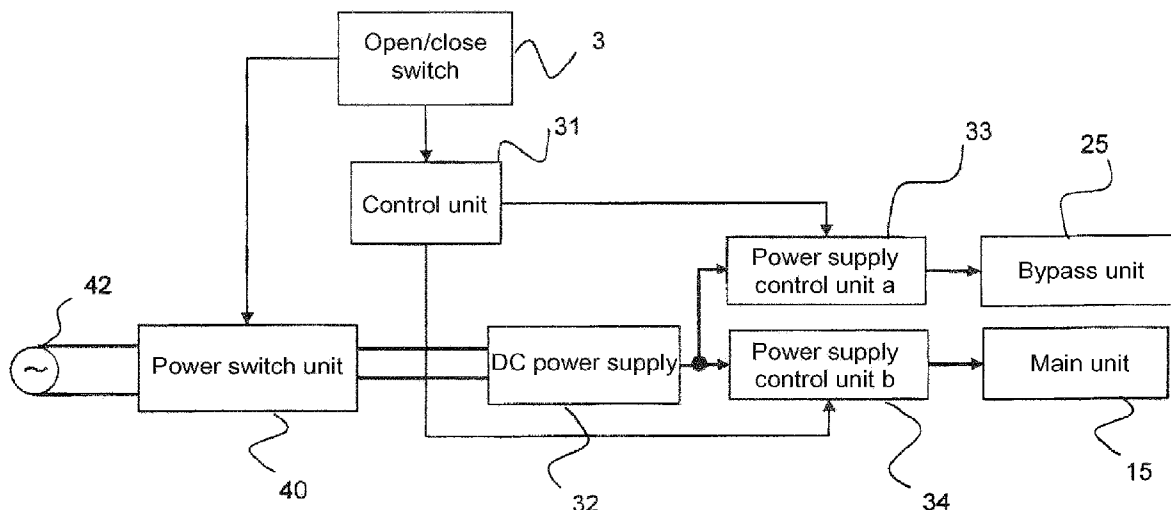 Open/close
switch
3
31
Control unit
33
25
Power supply
control unit a
Bypass unit
42
~
Power switch unit
DC power supply
Power supply
control unit b
Main unit
40
32
34
15